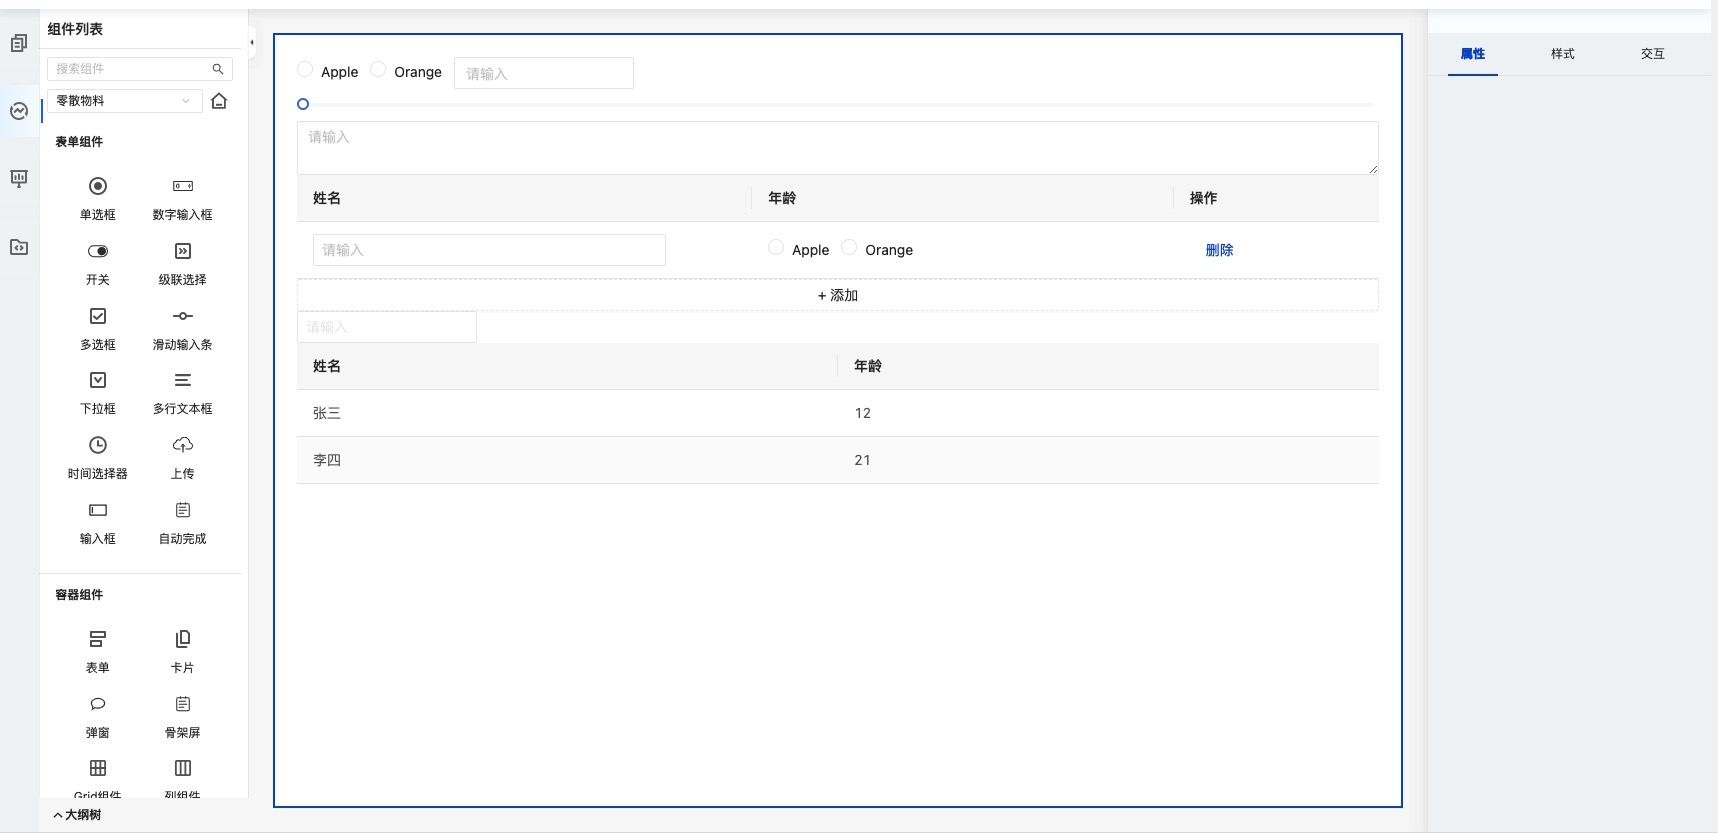 组件列表
搜索组件
零散物料
表单组件
单选框
数字输入框
开关
级联选择
多选框
滑动输入条
下拉框
多行文本框
时间选择器
上传
输入框
自动完成
容器组件
表单
卡片
弹窗
骨架屏
Grid组件
列组件
大纲树
Apple
Orange
请输入
请输入
姓名
年龄
操作
请输入
Apple
Orange
删除
+ 添加
请输入
姓名
年龄
张三
12
李四
21
属性
样式
交互